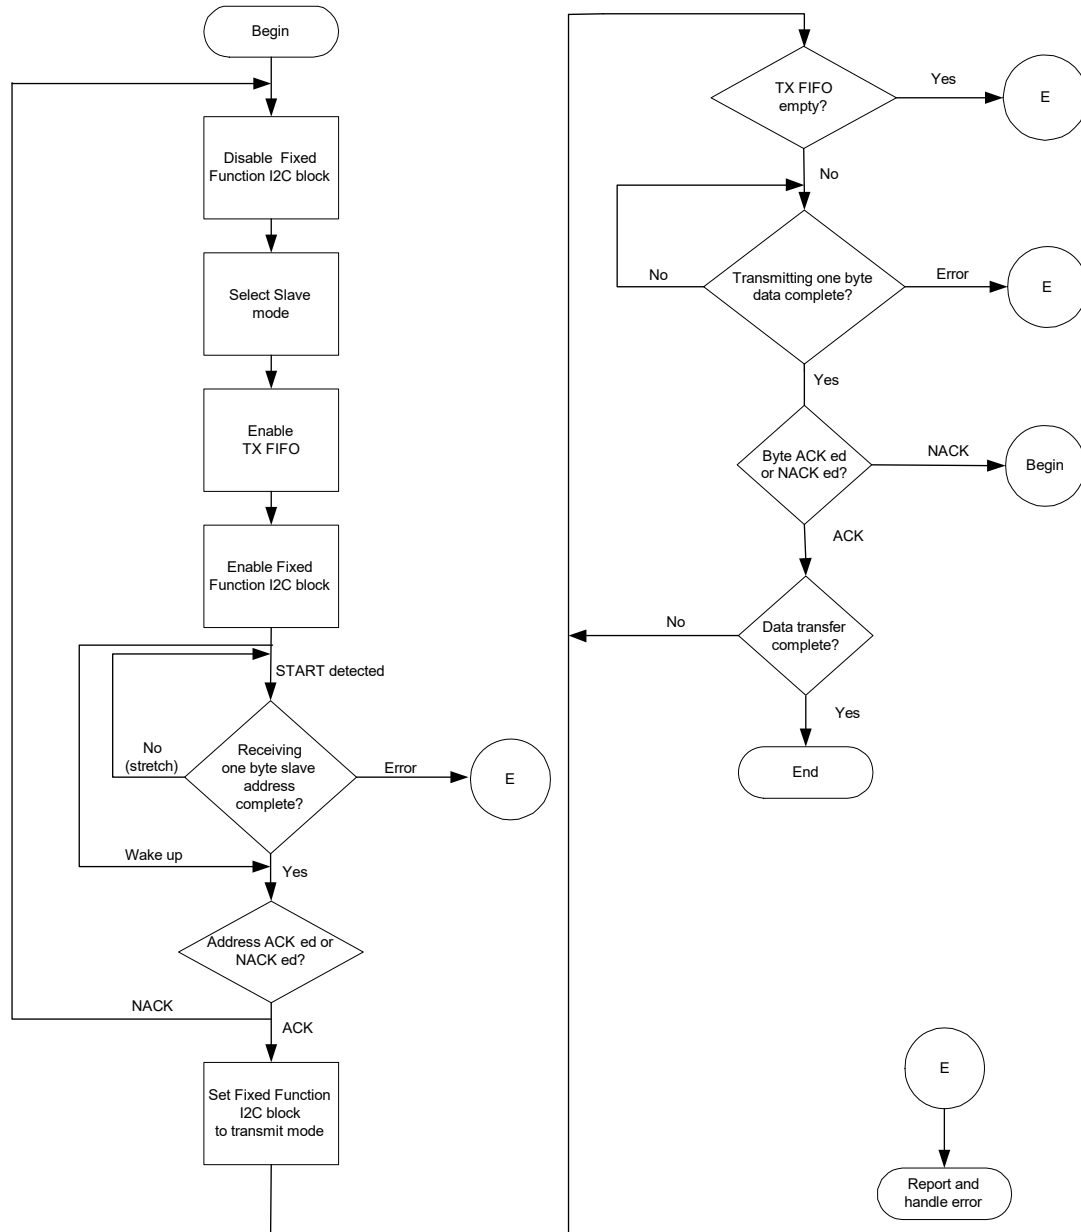 Begin
Disable Fixed
Function I2C block
Select Slave
mode
Enable
TX FIFO
Enable Fixed
Function I2C block
START detected
No
(stretch)
Receiving
one byte slave
address
complete?
Error
E
Wake up
Yes
Address ACK ed or
NACK ed?
NACK
ACK
Set Fixed Function
I2C block
to transmit mode
TX FIFO
empty?
Yes
E
No
No
Transmitting one byte
data complete?
Error
E
Yes
Byte ACK ed
or NACK ed?
NACK
Begin
ACK
No
Data transfer
complete?
Yes
End
E
Report and
handle error